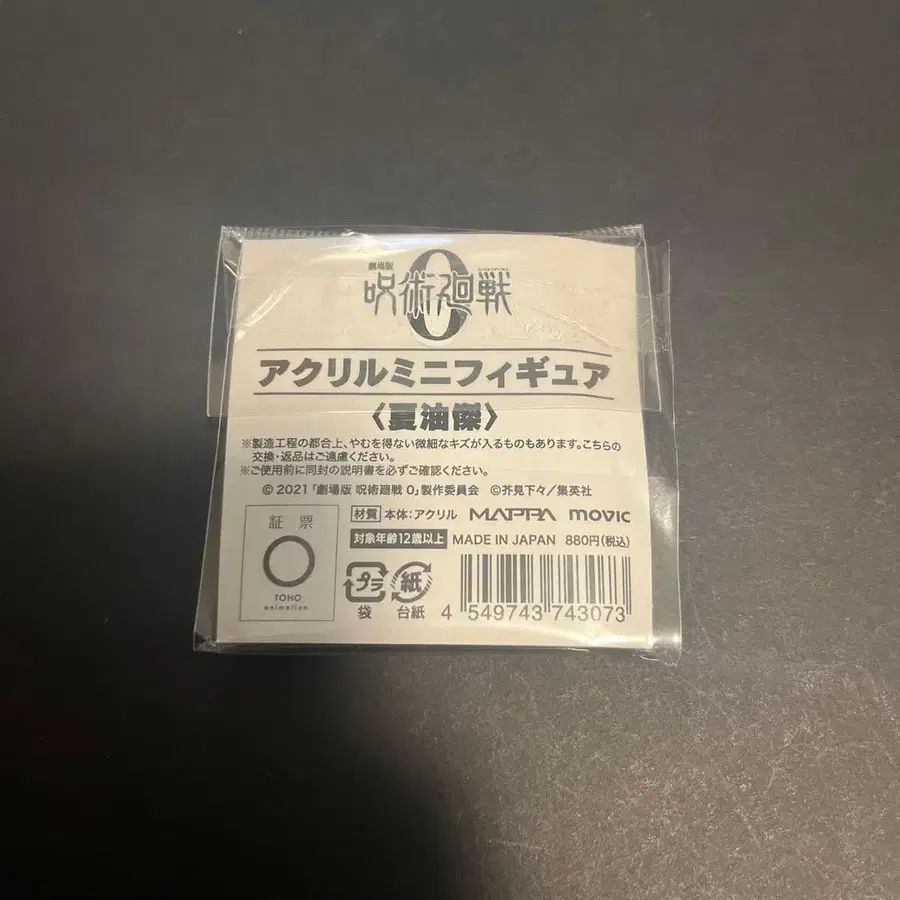 劇場版
呪術廻戦 0
アクリルミニフィギュア
〈夏油傑〉
※製造工程の都合上、やむを得ない微細なキズが入るものもあります。こちらの
交換・返品はご遠慮ください。
※ご使用前に同封の説明書を必ずご確認ください。
© 2021「劇場版 呪術廻戦 0」製作委員会 ©芥見下々／集英社
証票
TOHO
animation
材質 本体：アクリル MAPPA movic
対象年齢12歳以上 MADE IN JAPAN 880円(税込)
プラ 紙
袋 台紙
4 549743 743073